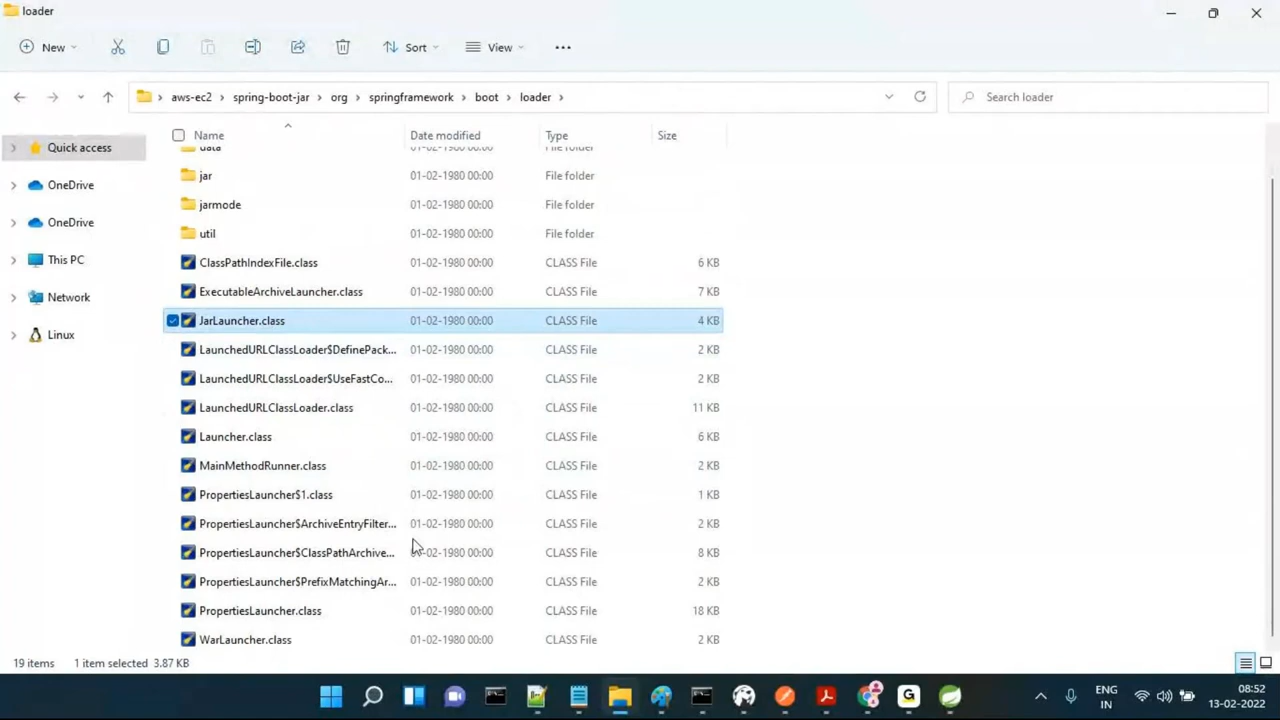 loader
New
Sort
View
aws-ec2 > spring-boot-jar > org > springframework > boot > loader >
Search loader
Name
Date modified
Type
Size
Quick access
OneDrive
OneDrive
This PC
Network
Linux
data 01-02-1980 00:00 File folder
jar 01-02-1980 00:00 File folder
jarmode 01-02-1980 00:00 File folder
util 01-02-1980 00:00 File folder
ClassPathIndexFile.class 01-02-1980 00:00 CLASS File 6 KB
ExecutableArchiveLauncher.class 01-02-1980 00:00 CLASS File 7 KB
JarLauncher.class 01-02-1980 00:00 CLASS File 4 KB
LaunchedURLClassLoader$DefinePack... 01-02-1980 00:00 CLASS File 2 KB
LaunchedURLClassLoader$UseFastCo... 01-02-1980 00:00 CLASS File 2 KB
LaunchedURLClassLoader.class 01-02-1980 00:00 CLASS File 11 KB
Launcher.class 01-02-1980 00:00 CLASS File 6 KB
MainMethodRunner.class 01-02-1980 00:00 CLASS File 2 KB
PropertiesLauncher$1.class 01-02-1980 00:00 CLASS File 1 KB
PropertiesLauncher$ArchiveEntryFilter... 01-02-1980 00:00 CLASS File 2 KB
PropertiesLauncher$ClassPathArchive... 01-02-1980 00:00 CLASS File 8 KB
PropertiesLauncher$PrefixMatchingAr... 01-02-1980 00:00 CLASS File 2 KB
PropertiesLauncher.class 01-02-1980 00:00 CLASS File 18 KB
WarLauncher.class 01-02-1980 00:00 CLASS File 2 KB
19 items 1 item selected 3.87 KB
ENG
IN
08:52
13-02-2022